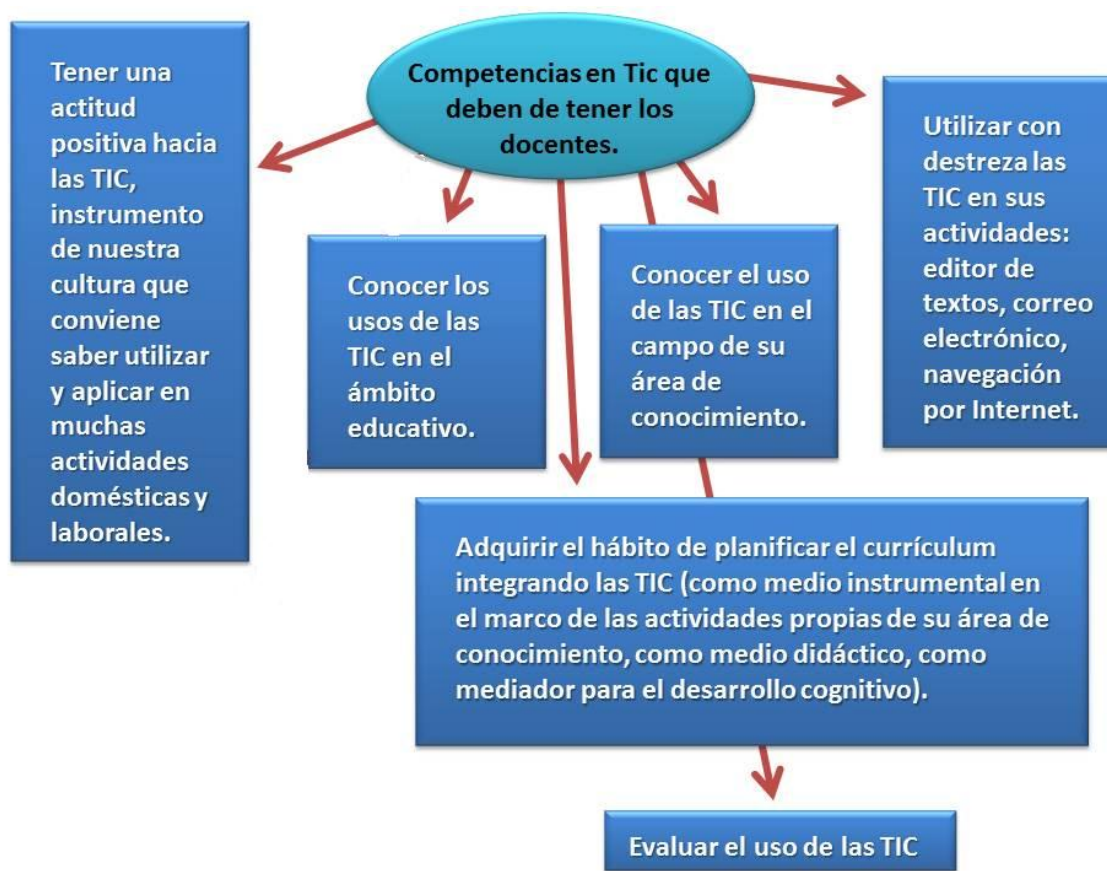 Competencias en Tic que
deben de tener los
docentes.
Tener una
actitud
positiva hacia
las TIC,
instrumento
de nuestra
cultura que
conviene
saber utilizar
y aplicar en
muchas
actividades
domésticas y
laborales.
Conocer los
usos de las
TIC en el
ámbito
educativo.
Conocer el uso
de las TIC en el
campo de su
área de
conocimiento.
Utilizar con
destreza las
TIC en sus
actividades:
editor de
textos, correo
electrónico,
navegación
por Internet.
Adquirir el hábito de planificar el currículum
integrando las TIC (como medio instrumental en
el marco de las actividades propias de su área de
conocimiento, como medio didáctico, como
mediador para el desarrollo cognitivo).
Evaluar el uso de las TIC